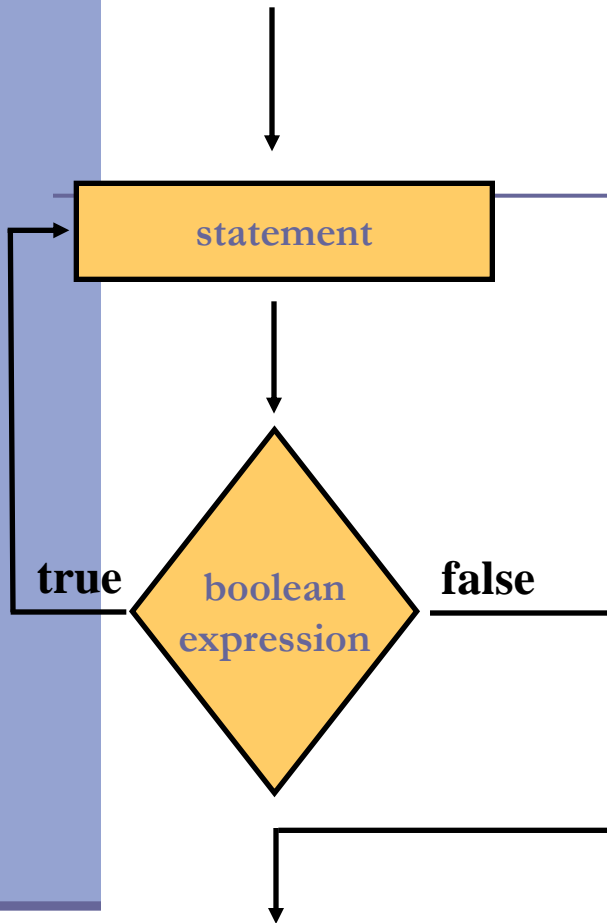 statement
true
boolean
expression
false